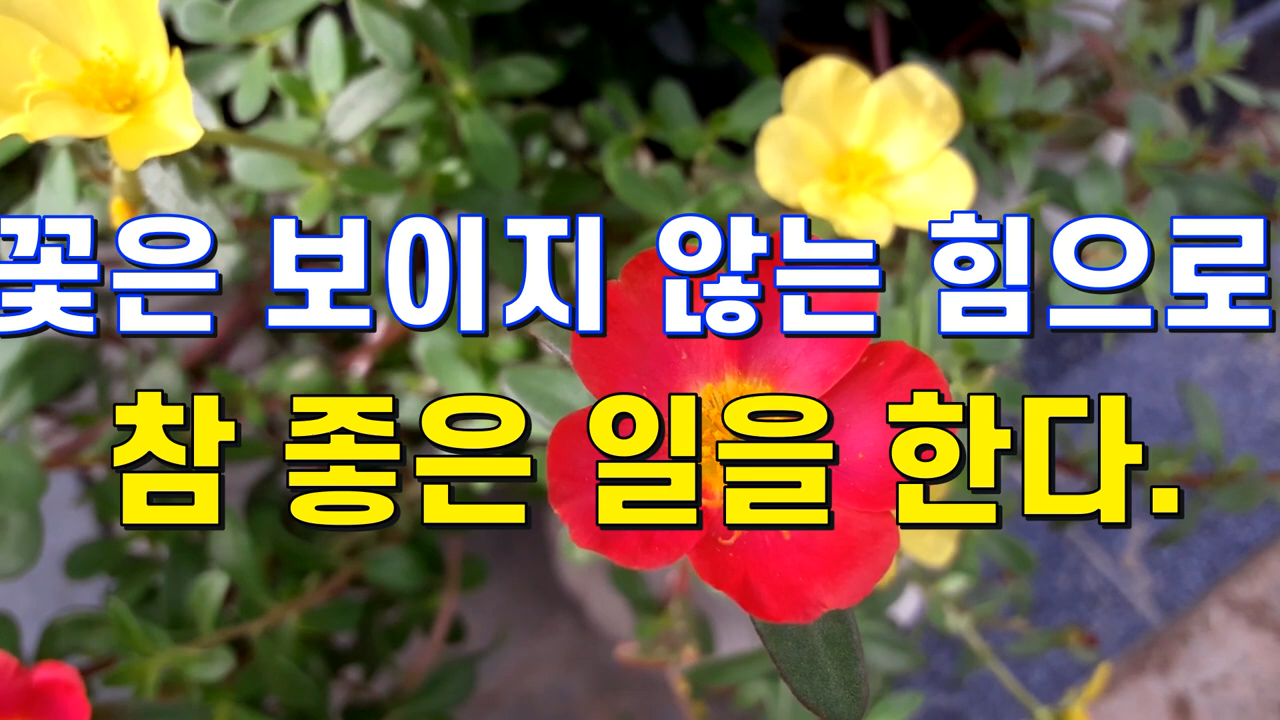 꽃은 보이지 않는 힘으로
참 좋은 일을 한다.